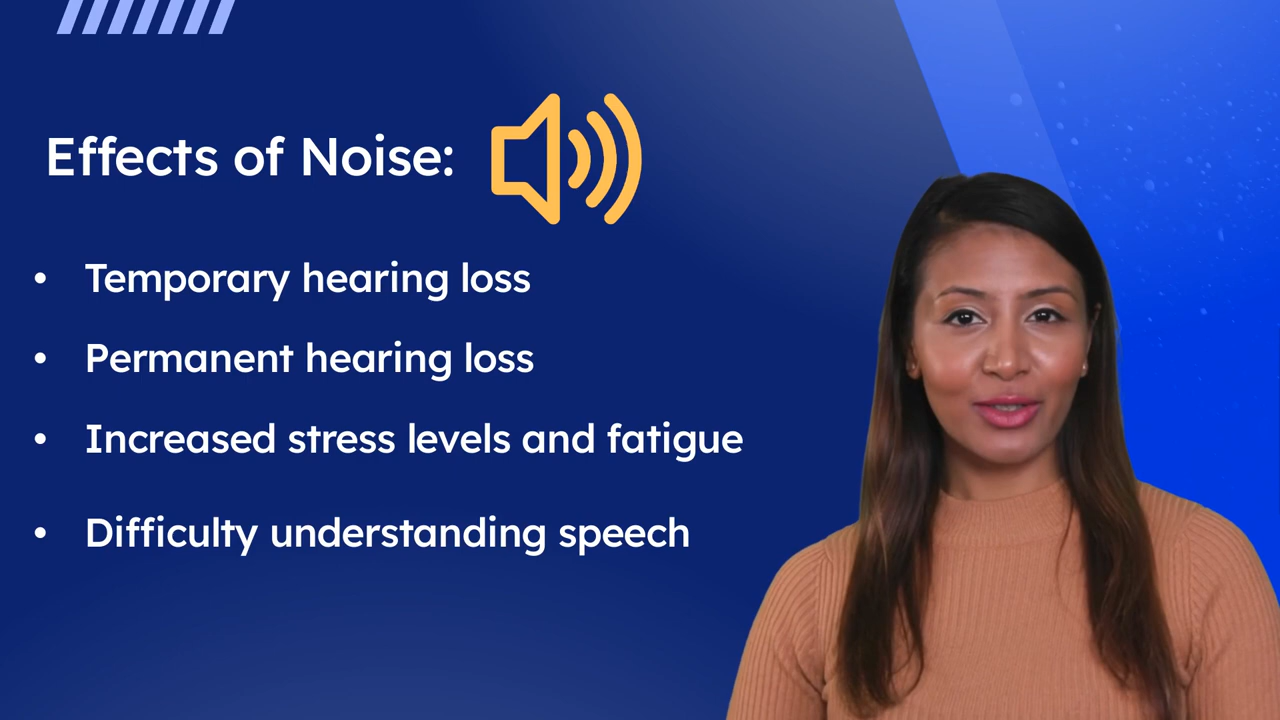 Effects of Noise:
• Temporary hearing loss
• Permanent hearing loss
• Increased stress levels and fatigue
• Difficulty understanding speech